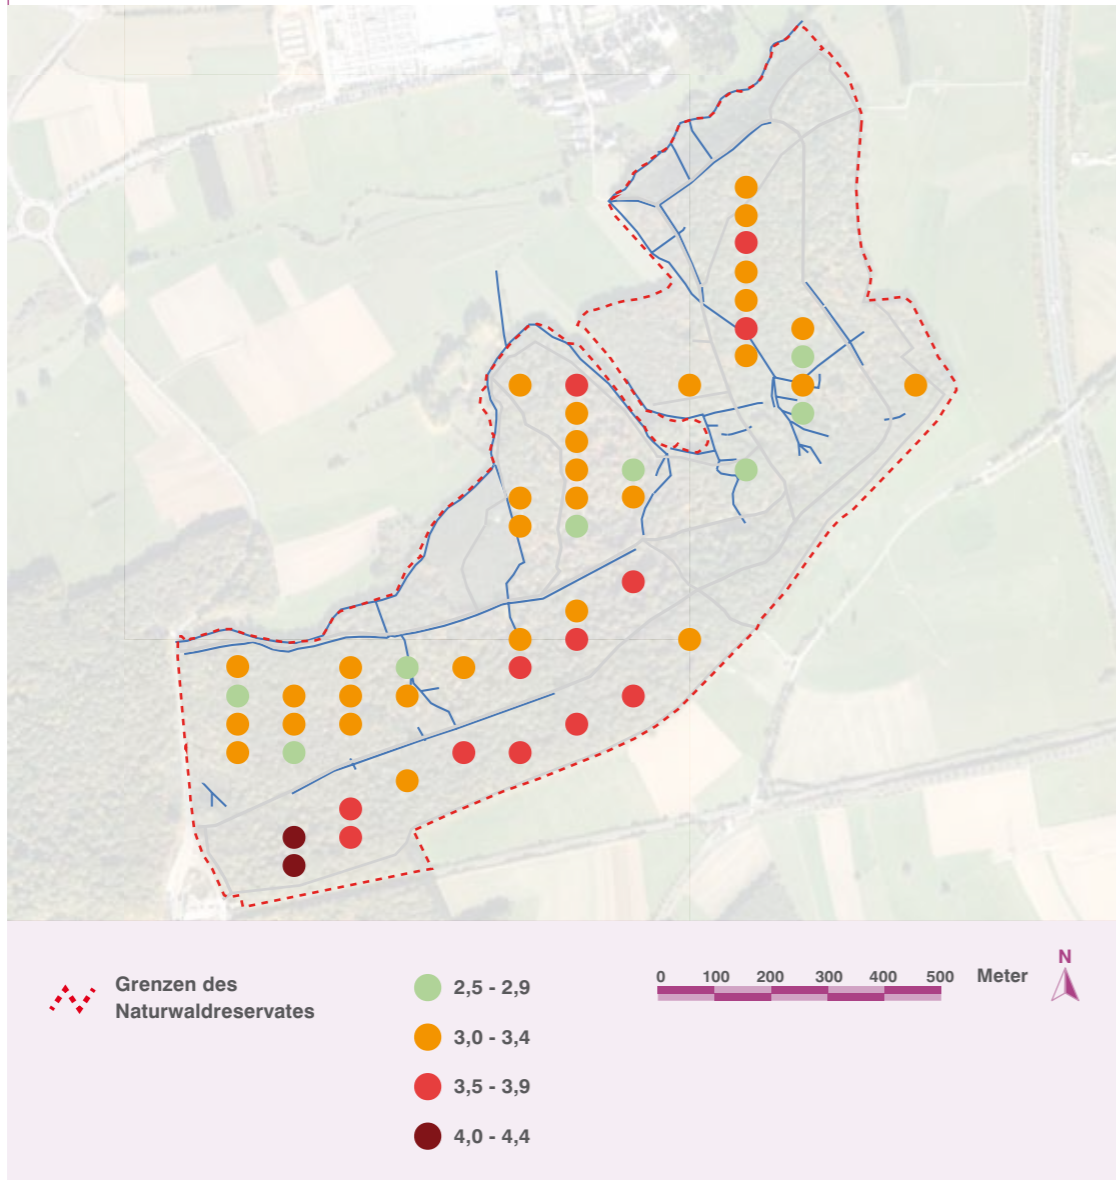 Grenzen des
Naturwaldreservates
2,5 - 2,9
3,0 - 3,4
3,5 - 3,9
4,0 - 4,4
0 100 200 300 400 500 Meter
N